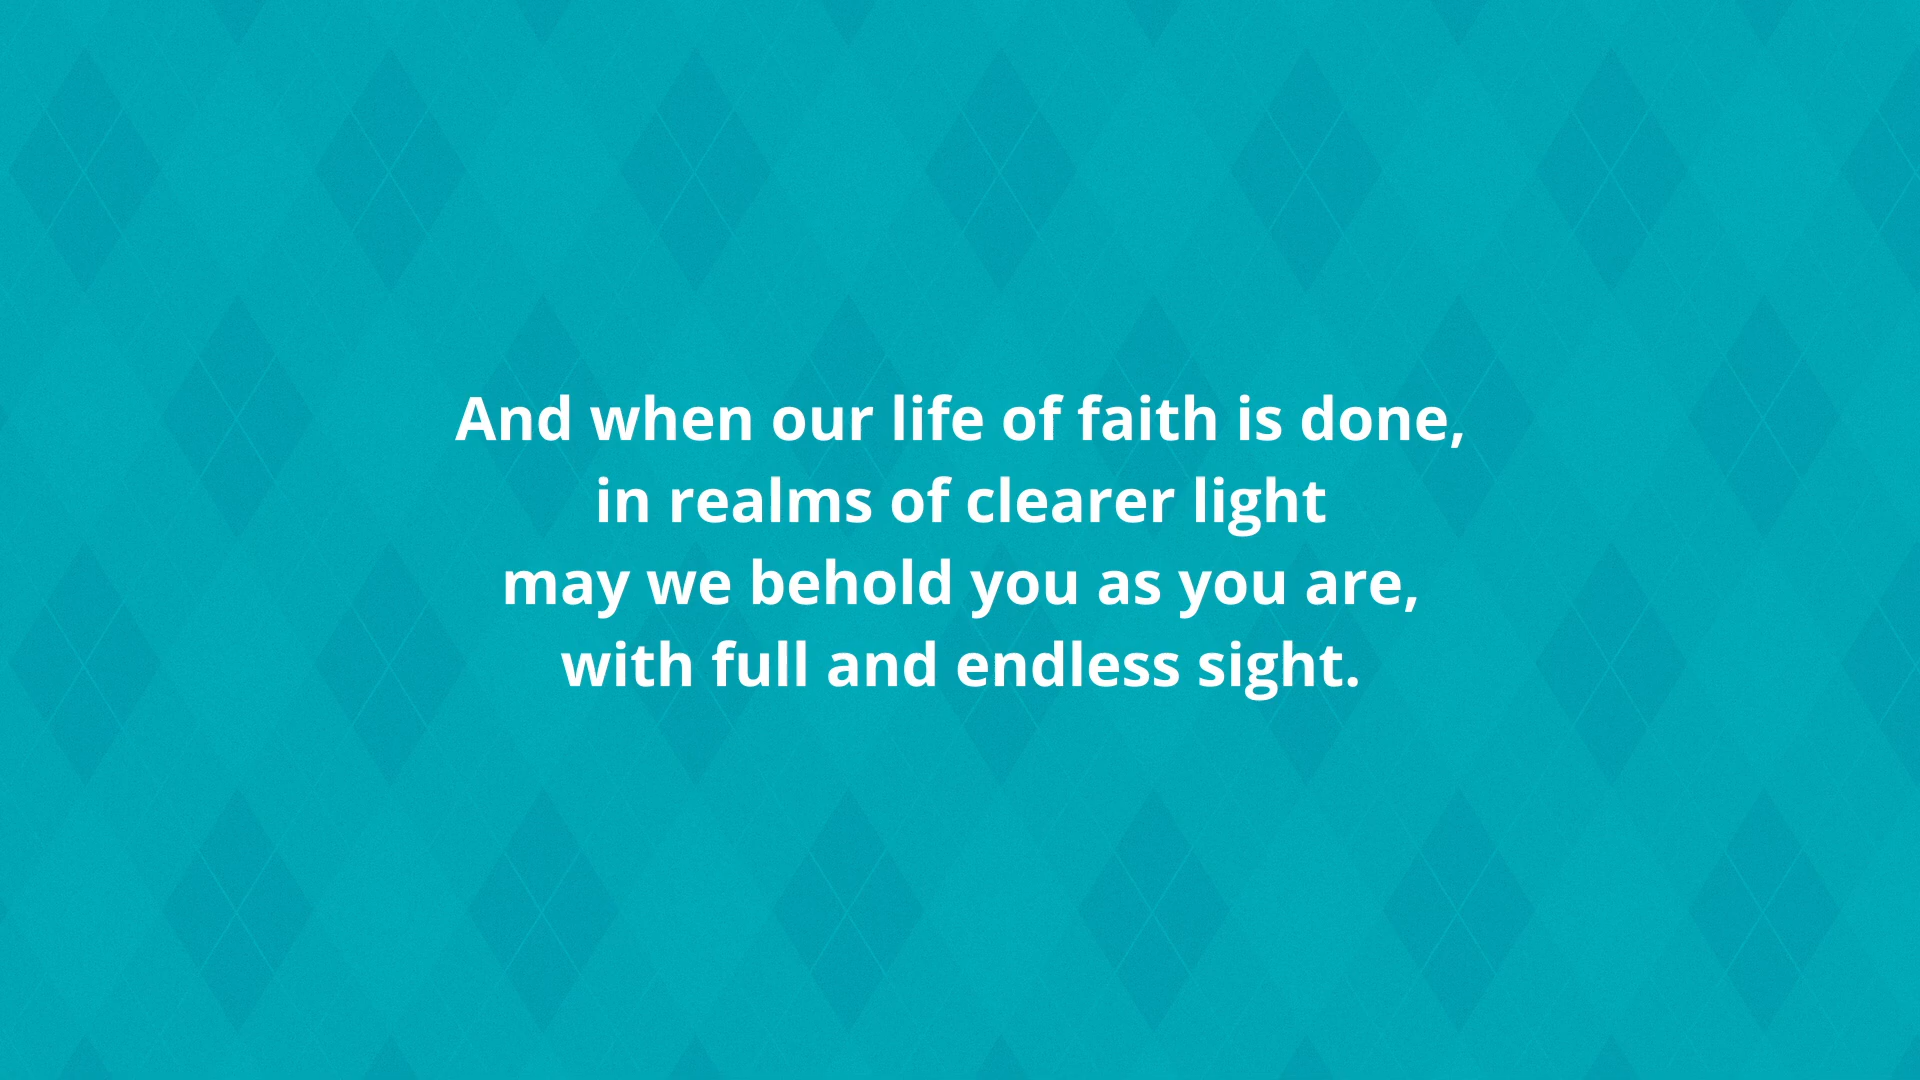 And when our life of faith is done,
in realms of clearer light
may we behold you as you are,
with full and endless sight.